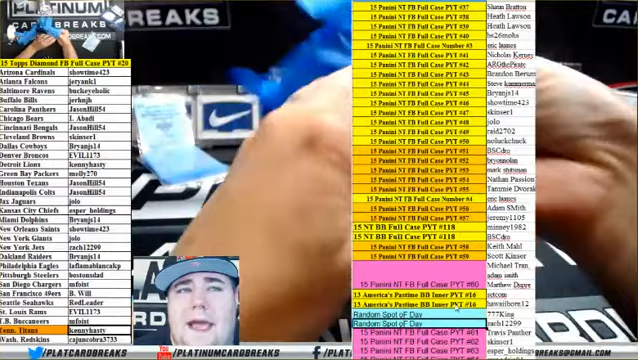 PLATINUM
CARDBREAKS
15 Topps Diamond FB Full Case PYT #20
Arizona Cardinals showtime423
Atlanta Falcons jetyank1
Baltimore Ravens buckeyeholic
Buffalo Bills jerhnjh
Carolina Panthers JasonHill54
Chicago Bears I. Abadi
Cincinnati Bengals JasonHill54
Cleveland Browns skinser1
Dallas Cowboys Bryanjs14
Denver Broncos EVIL1173
Detroit Lions kennyhasty
Green Bay Packers melly270
Houston Texans JasonHill54
Indianapolis Colts JasonHill54
Jax Jaguars jolo
Kansas City Chiefs esper_holdings
Miami Dolphins Bryanjs14
New Orleans Saints showtime423
New York Giants jolo
New York Jets rach12299
Oakland Raiders Bryanjs14
Philadelphia Eagles laflamablancakp
Pittsburgh Steelers bostonsdad
San Diego Chargers mfoist
San Francisco 49ers B. Will
Seattle Seahawks RedLeader
St. Louis Rams EVIL1173
T.B. Buccaneers mfoist
Tenn. Titans kennyhasty
Wash. Redskins cajuncobra3733
15 Panini NT FB Full Case PYT #37 Shaun Bratton
15 Panini NT FB Full Case PYT #38 Heath Lawson
15 Panini NT FB Full Case PYT #39 Heath Lawson
15 Panini NT FB Full Case PYT #40 bs26mohs
15 Panini NT FB Full Case Number #3 eric humes
15 Panini NT FB Full Case PYT #41 Nicholas Kersey
15 Panini NT FB Full Case PYT #42 ARGthePirate
15 Panini NT FB Full Case PYT #43 Brandon Berium
15 Panini NT FB Full Case PYT #44 Steve kammerma
15 Panini NT FB Full Case PYT #45 Bryanjs14
15 Panini NT FB Full Case PYT #46 showtime423
15 Panini NT FB Full Case PYT #47 skinser1
15 Panini NT FB Full Case PYT #48 jolo
15 Panini NT FB Full Case PYT #49 raid2702
15 Panini NT FB Full Case PYT #50 noluckcluck
15 Panini NT FB Full Case PYT #51 BSCdro
15 Panini NT FB Full Case PYT #52 bryounolan
15 Panini NT FB Full Case PYT #53 mark stutsman
15 Panini NT FB Full Case PYT #54 Nathan Passion
15 Panini NT FB Full Case PYT #55 Tammie Dvorak
15 Panini NT FB Full Case Number #4 eric humes
15 Panini NT FB Full Case PYT #56 Adam SMith
15 Panini NT FB Full Case PYT #57 jeremy1105
15 NT BB Full Case PYT #118 minney1982
15 NT BB Full Case PYT #118 BSCdro
15 Panini NT FB Full Case PYT #58 Keith Mahl
15 Panini NT FB Full Case PYT #59 Scott Kinser
Michael Tran
adam smith
15 Panini NT FB Full Case PYT #60 Matthew Dupre
13 America's Pastime BB Inner PYT #16 jetcom
13 America's Pastime BB Inner PYT #16 hawaiiborn12
Random Spot oF Day 777King
Random Spot oF Day rach12299
15 Panini NT FB Full Case PYT #61 Travis Panther
15 Panini NT FB Full Case PYT #62 skinser1
15 Panini NT FB Full Case PYT #63 esper_holdings
/PLATCARDBREAKS @PLATINUMCARDBREAKS /PLATINUMCARDBREAKS